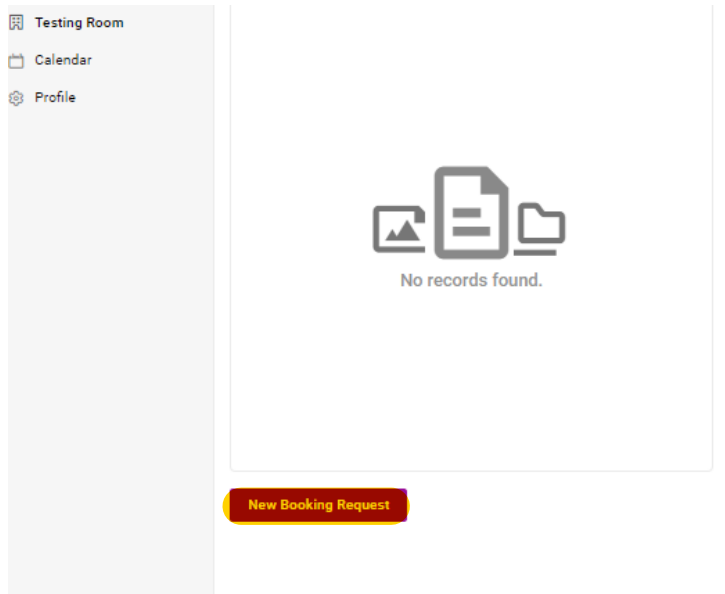 Testing Room
Calendar
Profile
No records found.
New Booking Request